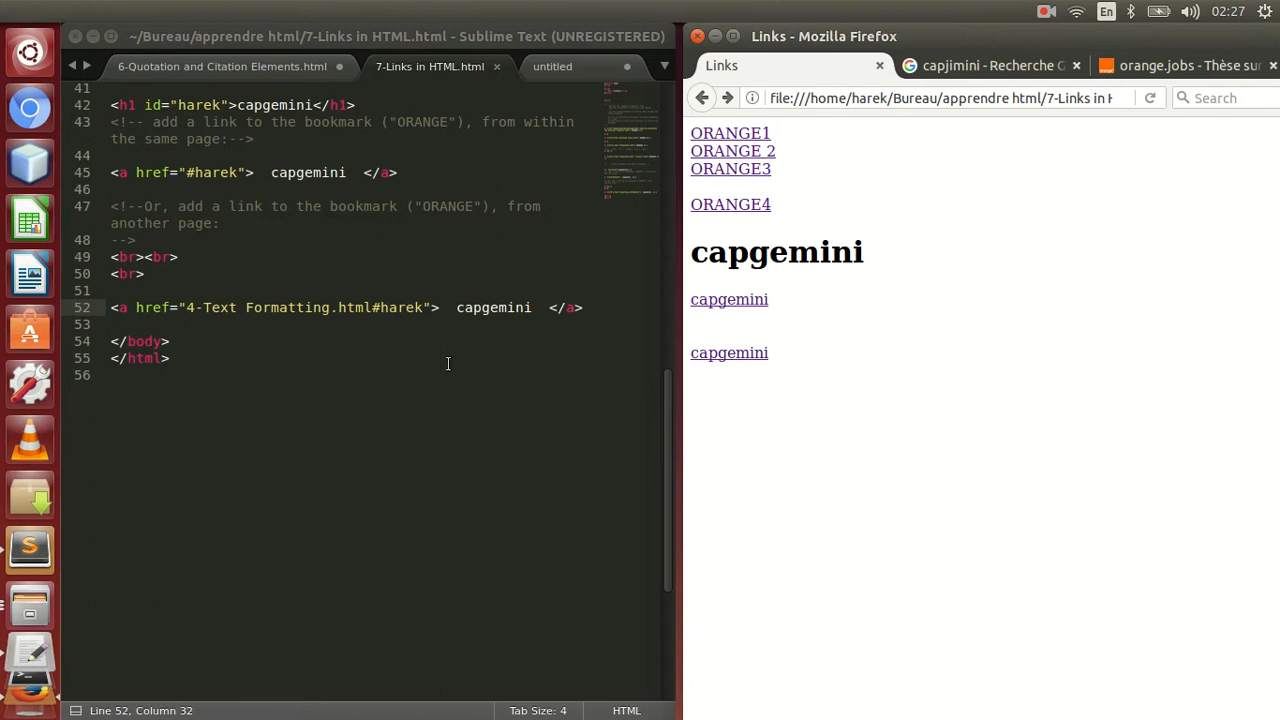 En
02:27
~/Bureau/apprendre html/7-Links in HTML.html - Sublime Text (UNREGISTERED)
6-Quotation and Citation Elements.html
7-Links in HTML.html
untitled
41
42 <h1 id="harek">capgemini</h1>
43 <!-- add a link to the bookmark ("ORANGE"), from within
the same page:-->
44
45 <a href="#harek">  capgemini  </a>
46
47 <!--Or, add a link to the bookmark ("ORANGE"), from
another page:
48 -->
49 <br><br>
50 <br>
51
52 <a href="4-Text Formatting.html#harek">  capgemini  </a>
53
54 </body>
55 </html>
56
Line 52, Column 32
Tab Size: 4
HTML
Links - Mozilla Firefox
Links
capjimini - Recherche G
orange.jobs - Thèse sur
file:///home/harek/Bureau/apprendre html/7-Links in H
Search
ORANGE1
ORANGE 2
ORANGE3
ORANGE4
capgemini
capgemini
capgemini